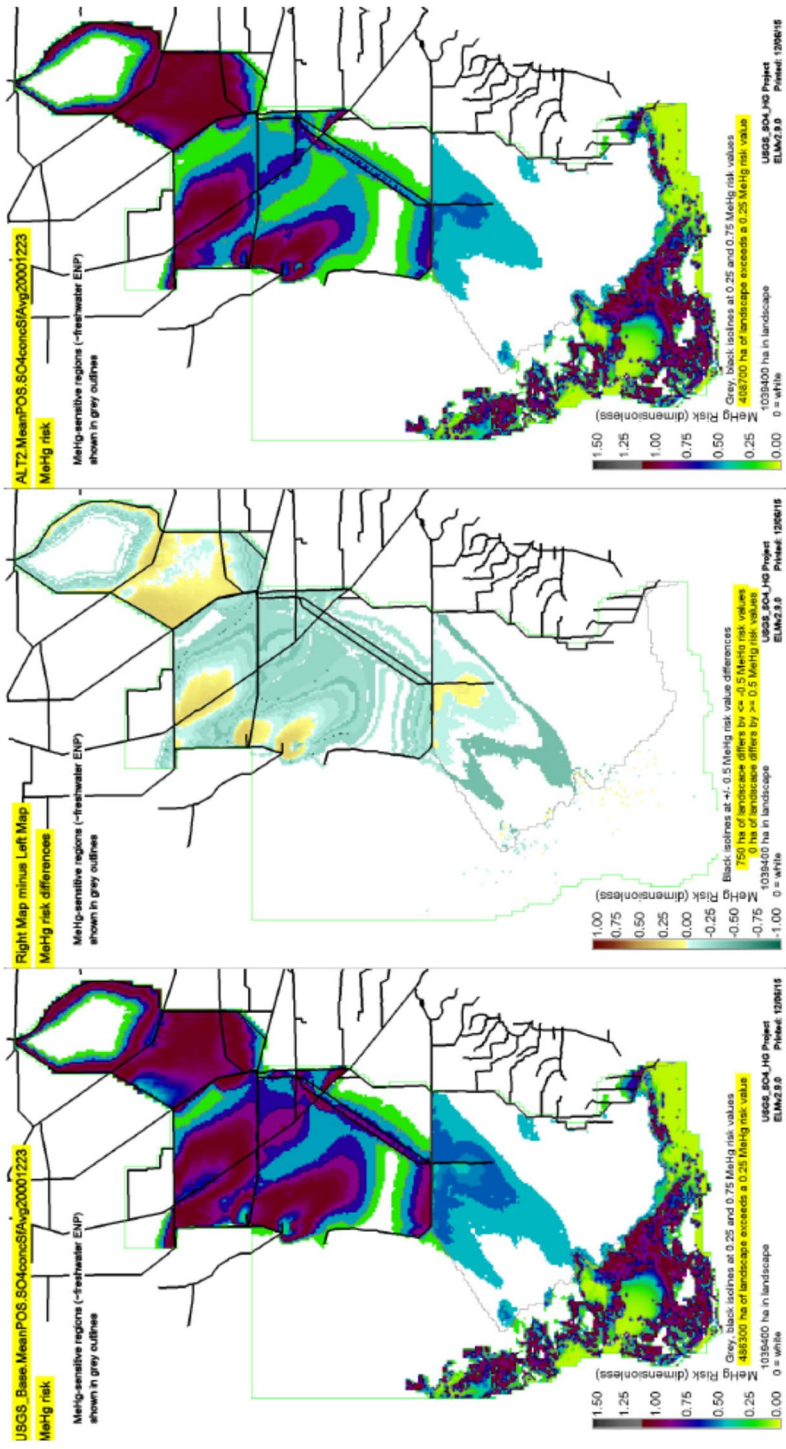 USGS_Base.MeanPOS.SO4concSfAvg20001223
MeHg risk
MeHg-sensitive regions (~freshwater ENP)
shown in grey outlines
1.50
1.25
1.00
0.75
0.50
0.25
0.00
MeHg Risk (dimensionless)
Grey, black isolines at 0.25 and 0.75 MeHg risk values
486300 ha of landscape exceeds a 0.25 MeHg risk value
1039400 ha in landscape
0 = white
USGS_SO4_HG Project
ELMv2.9.0
Printed: 12/06/15
Right Map minus Left Map
MeHg risk differences
MeHg-sensitive regions (~freshwater ENP)
shown in grey outlines
1.00
0.75
0.50
0.25
0.00
-0.25
-0.50
-0.75
-1.00
MeHg Risk (dimensionless)
Black isolines at +/- 0.5 MeHg risk value differences
750 ha of landscape differs by <= -0.5 MeHg risk values
0 ha of landscape differs by >= 0.5 MeHg risk values
1039400 ha in landscape
0 = white
USGS_SO4_HG Project
ELMv2.9.0
Printed: 12/06/15
ALT2.MeanPOS.SO4concSfAvg20001223
MeHg risk
MeHg-sensitive regions (~freshwater ENP)
shown in grey outlines
1.50
1.25
1.00
0.75
0.50
0.25
0.00
MeHg Risk (dimensionless)
Grey, black isolines at 0.25 and 0.75 MeHg risk values
408700 ha of landscape exceeds a 0.25 MeHg risk value
1039400 ha in landscape
0 = white
USGS_SO4_HG Project
ELMv2.9.0
Printed: 12/06/15